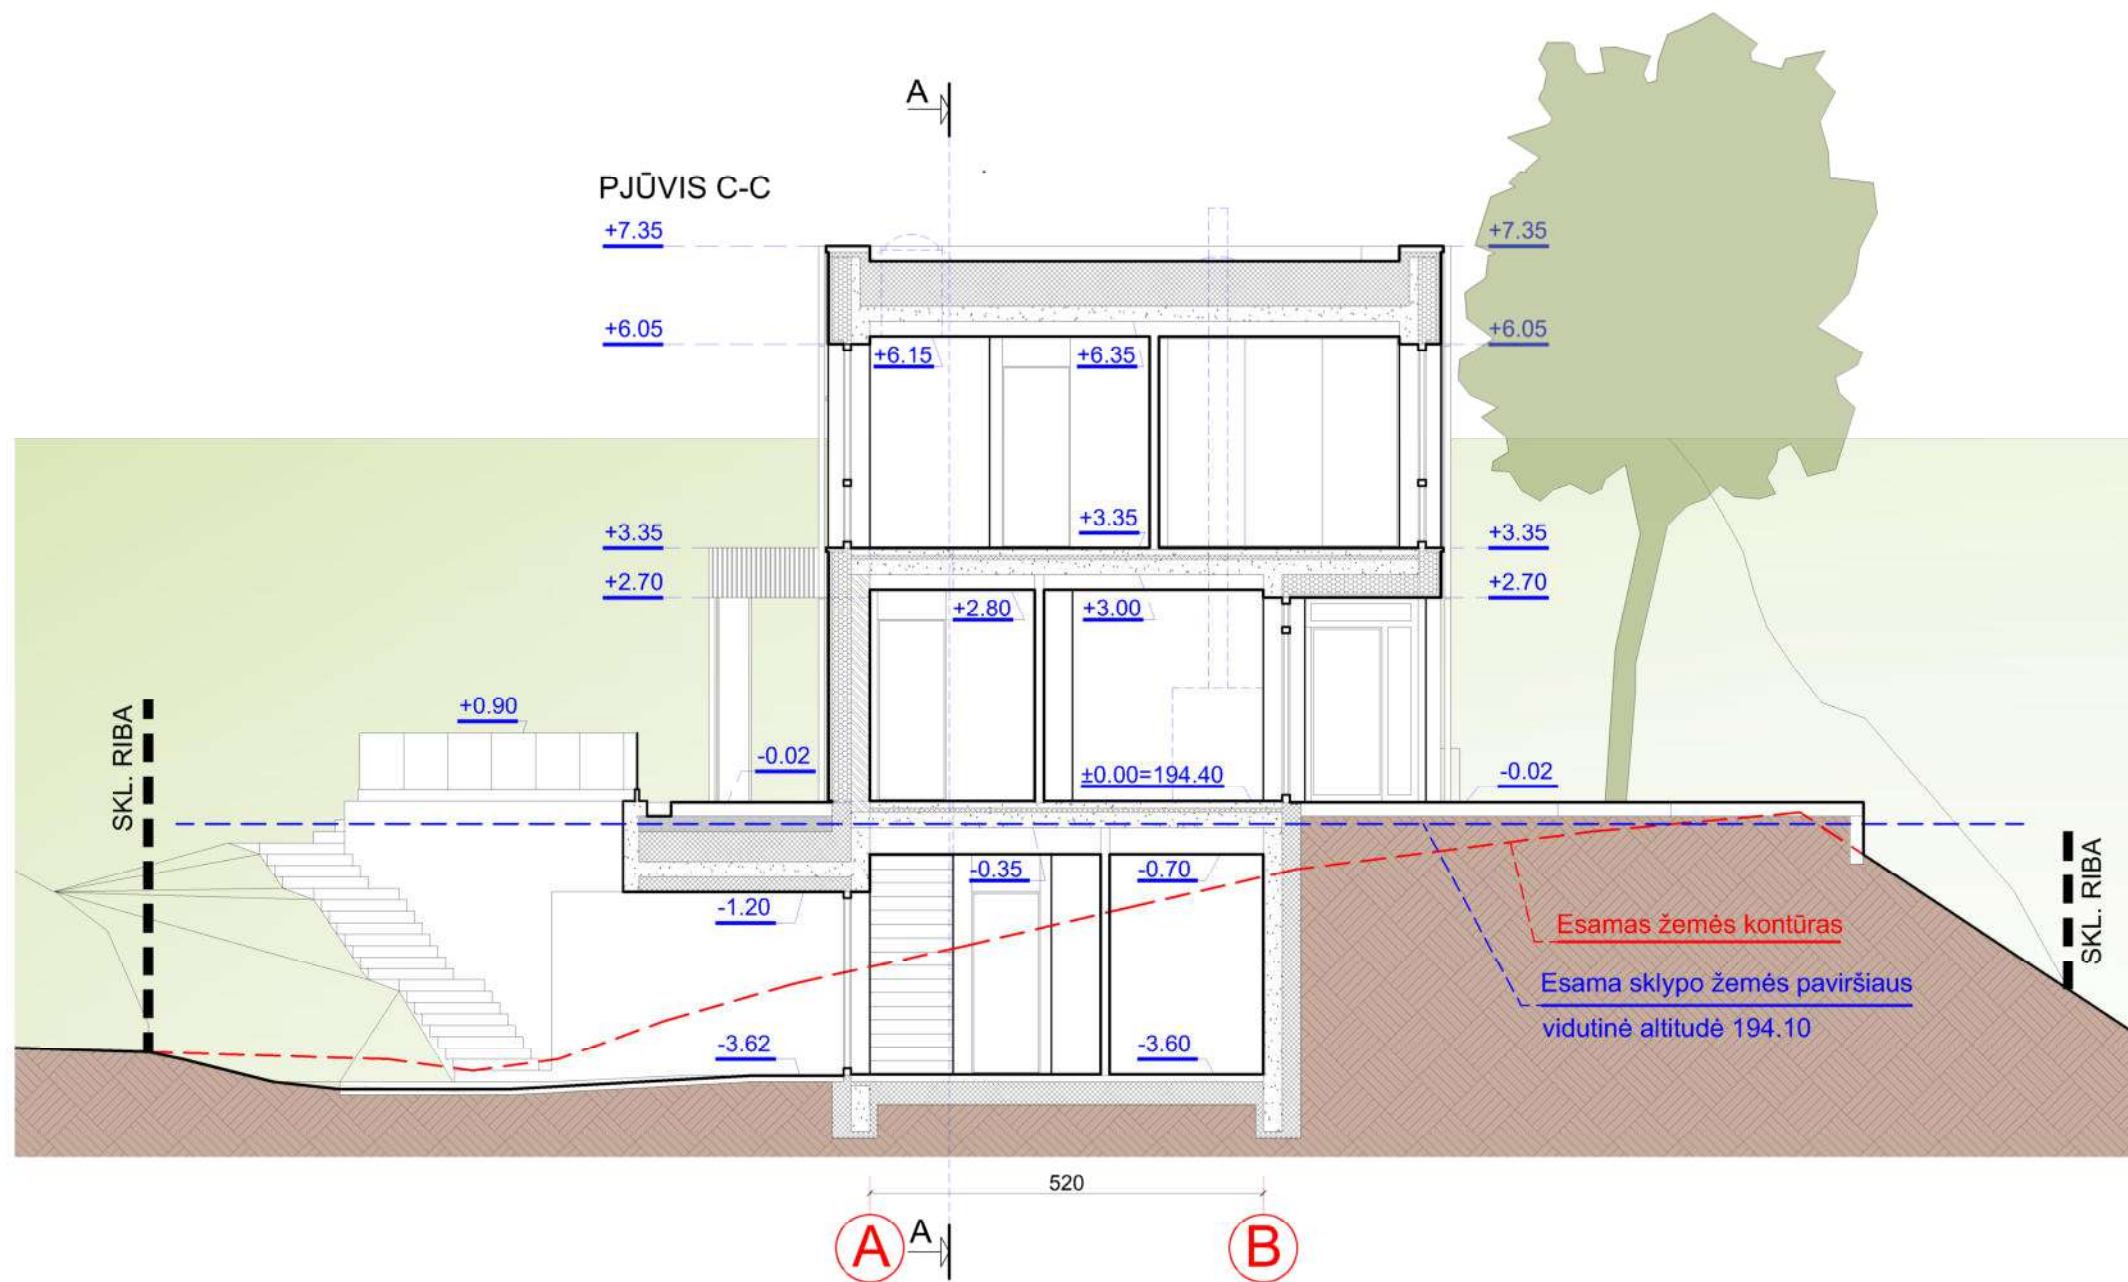 A
PJŪVIS C-C
+7.35
+7.35
+6.05
+6.05
+6.15
+6.35
+3.35
+3.35
+3.35
+2.70
+2.70
+2.80
+3.00
SKL. RIBA
+0.90
-0.02
±0.00=194.40
-0.02
SKL. RIBA
-0.35
-0.70
-1.20
Esamas žemės kontūras
Esama sklypo žemės paviršiaus
vidutinė altitudė 194.10
-3.62
-3.60
520
A
A
B